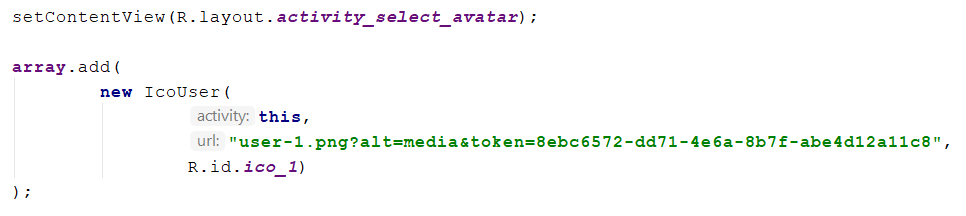 setContentView(R.layout.activity_select_avatar);
array.add(
new IcoUser(
activity: this,
url: "user-1.png?alt=media&token=8ebc6572-dd71-4e6a-8b7f-abe4d12a11c8",
R.id.ico_1)
);